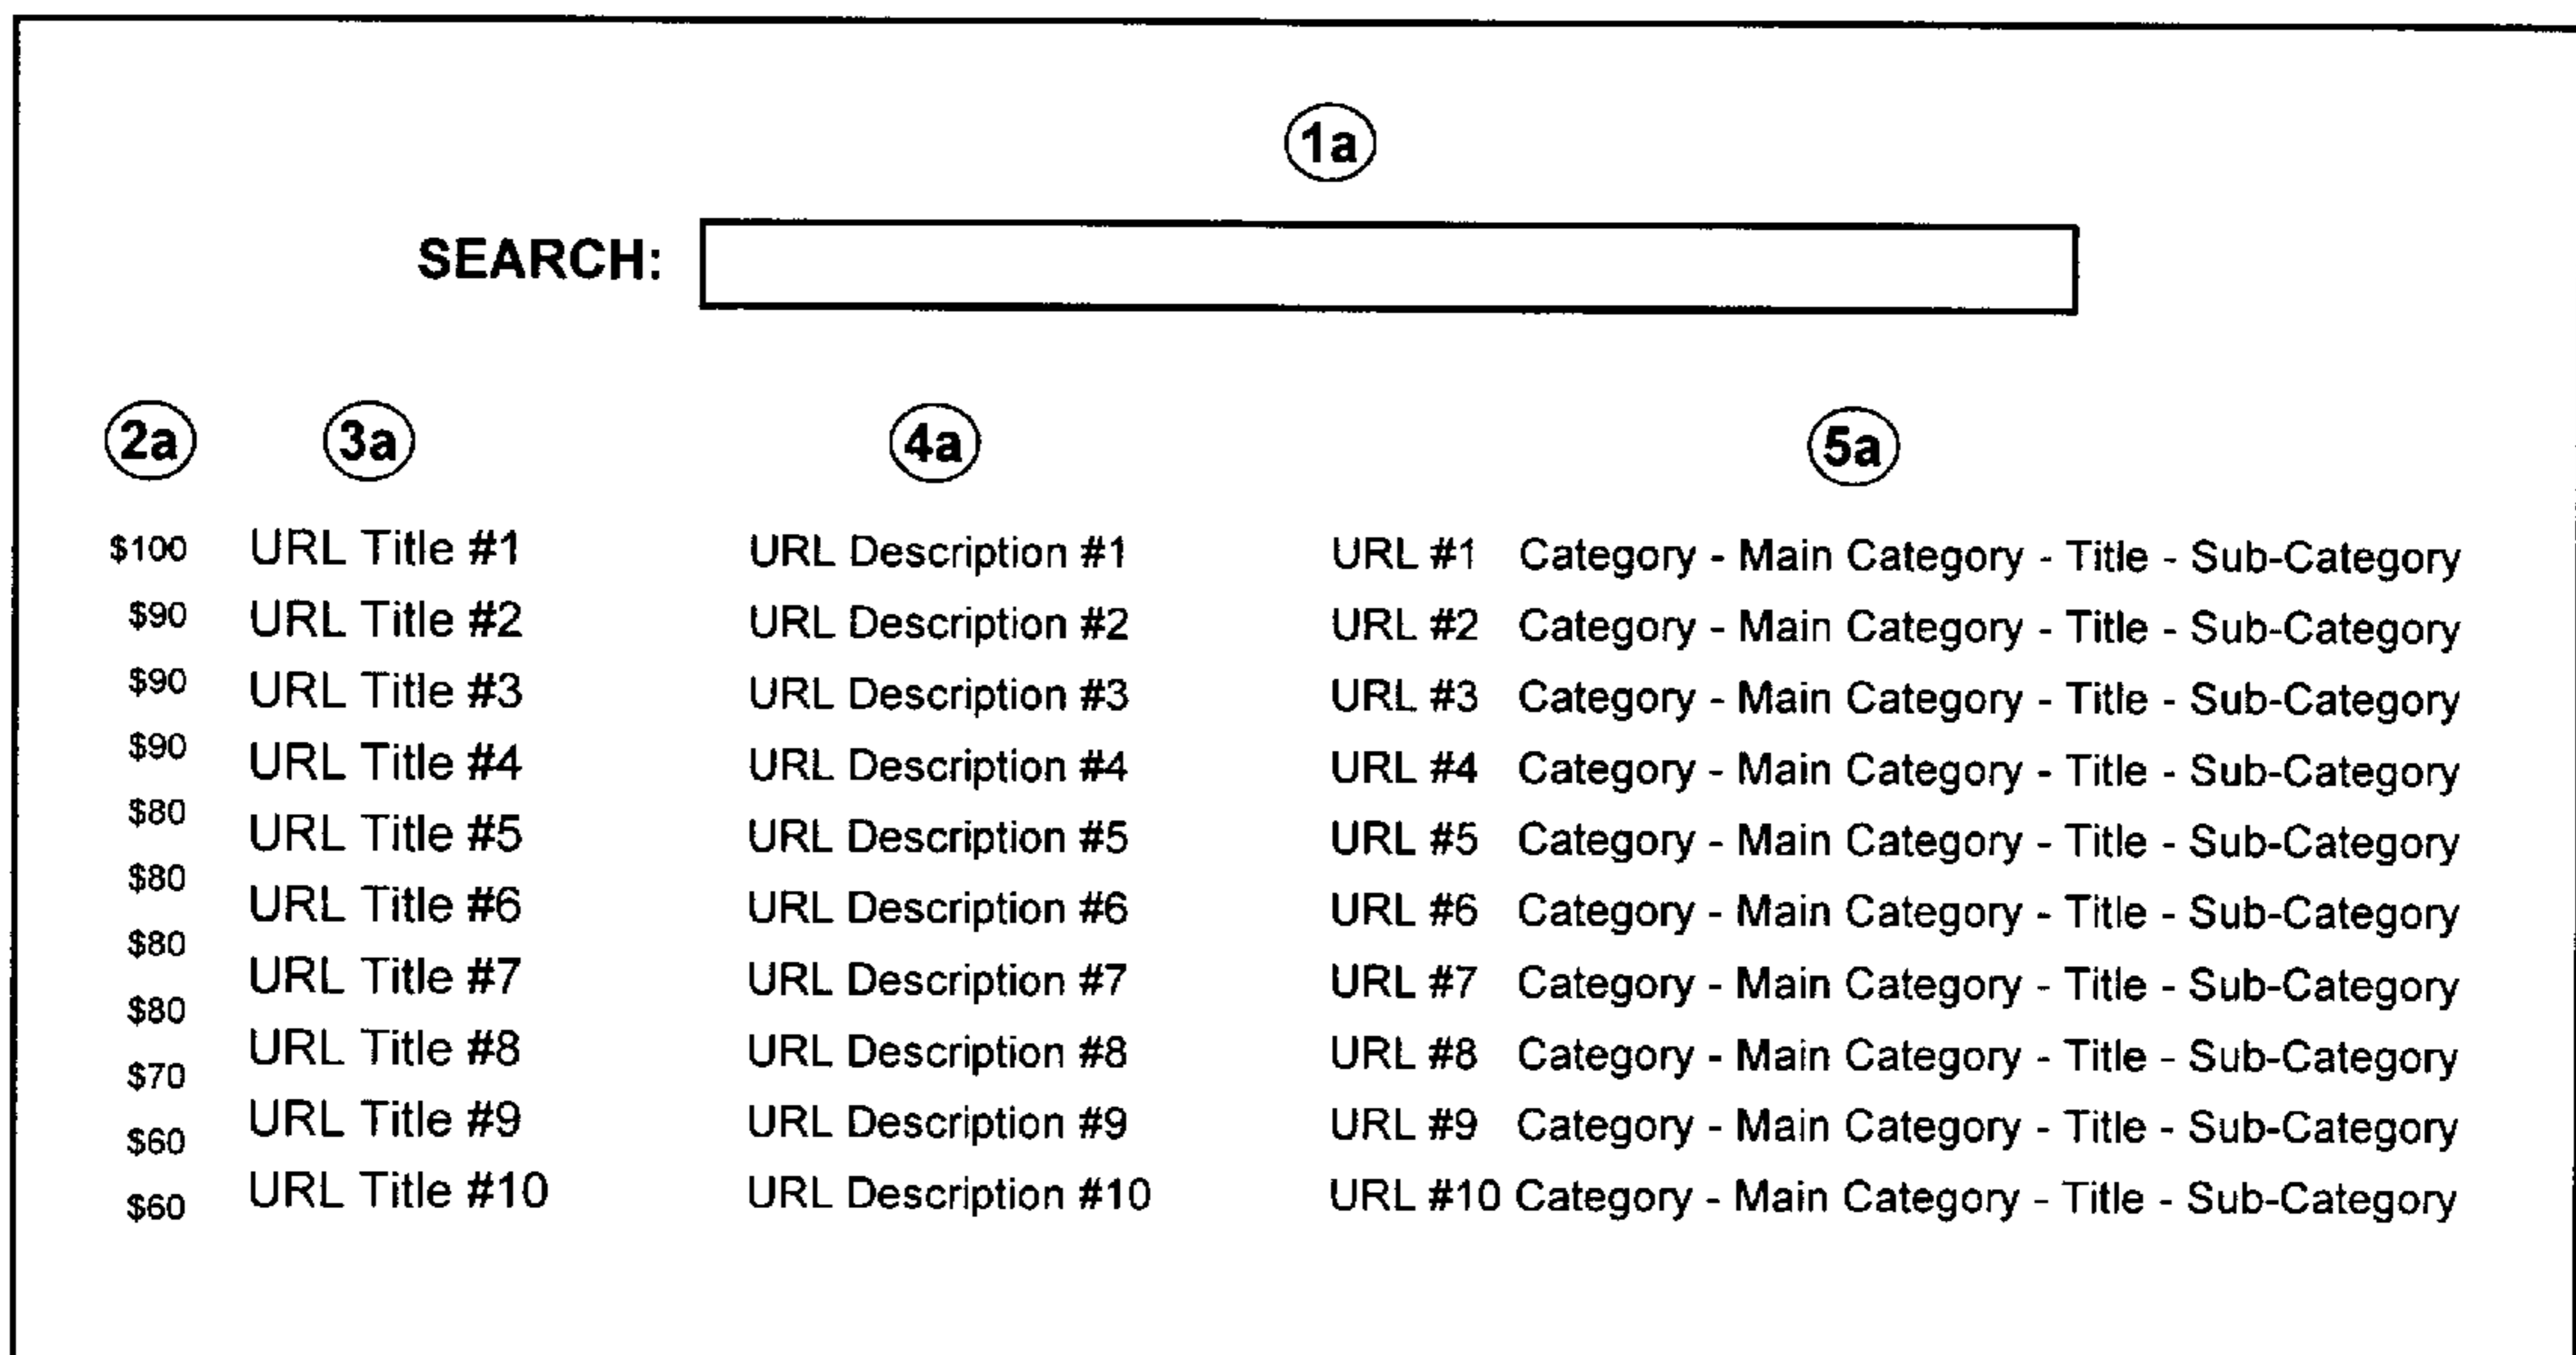 1a
SEARCH:
2a 3a 4a 5a
$100 URL Title #1 URL Description #1 URL #1 Category - Main Category - Title - Sub-Category
$90 URL Title #2 URL Description #2 URL #2 Category - Main Category - Title - Sub-Category
$90 URL Title #3 URL Description #3 URL #3 Category - Main Category - Title - Sub-Category
$90 URL Title #4 URL Description #4 URL #4 Category - Main Category - Title - Sub-Category
$80 URL Title #5 URL Description #5 URL #5 Category - Main Category - Title - Sub-Category
$80 URL Title #6 URL Description #6 URL #6 Category - Main Category - Title - Sub-Category
$80 URL Title #7 URL Description #7 URL #7 Category - Main Category - Title - Sub-Category
$80 URL Title #8 URL Description #8 URL #8 Category - Main Category - Title - Sub-Category
$70 URL Title #9 URL Description #9 URL #9 Category - Main Category - Title - Sub-Category
$60 URL Title #10 URL Description #10 URL #10 Category - Main Category - Title - Sub-Category
$60